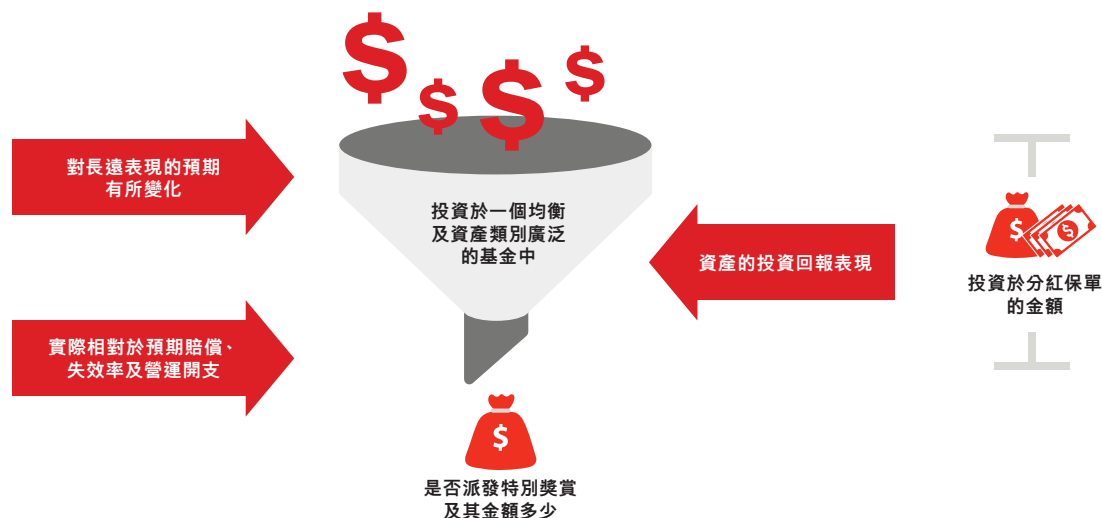 $ $ $ $
對長遠表現的預期
有所變化
投資於一個均衡
及資產類別廣泛
的基金中
資產的投資回報表現
$
投資於分紅保單
的金額
實際相對於預期賠償、
失效率及營運開支
$
是否派發特別獎賞
及其金額多少